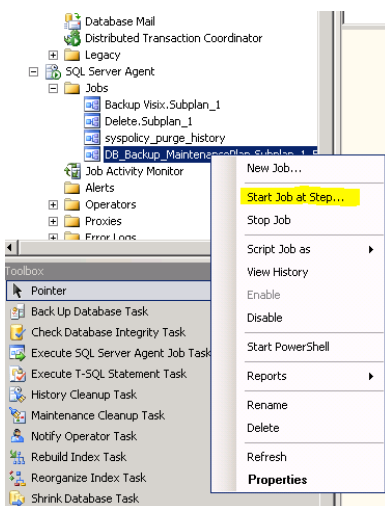 Database Mail
Distributed Transaction Coordinator
Legacy
SQL Server Agent
Jobs
Backup Visix.Subplan_1
Delete.Subplan_1
syspolicy_purge_history
DB_Backup_MaintenancePlan.Subplan_1
Job Activity Monitor
Alerts
Operators
Proxies
Error Logs
New Job...
Start Job at Step...
Stop Job
Script Job as
View History
Enable
Disable
Start PowerShell
Reports
Rename
Delete
Refresh
Properties
Toolbox
Pointer
Back Up Database Task
Check Database Integrity Task
Execute SQL Server Agent Job Task
Execute T-SQL Statement Task
History Cleanup Task
Maintenance Cleanup Task
Notify Operator Task
Rebuild Index Task
Reorganize Index Task
Shrink Database Task